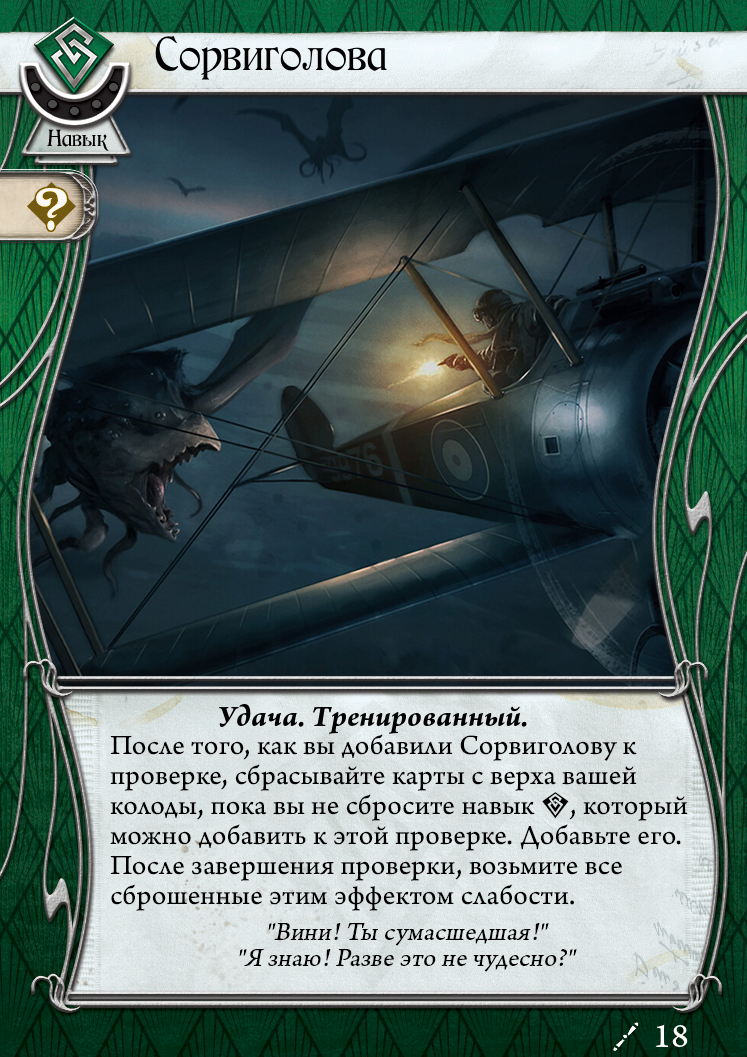 Сорвиголова
Навык
?
3976
Удача. Тренированный.
После того, как вы добавили Сорвиголову к
проверке, сбрасывайте карты с верха вашей
колоды, пока вы не сбросите навык , который
можно добавить к этой проверке. Добавьте его.
После завершения проверки, возьмите все
сброшенные этим эффектом слабости.
"Вини! Ты сумасшедшая!"
"Я знаю! Разве это не чудесно?"
18